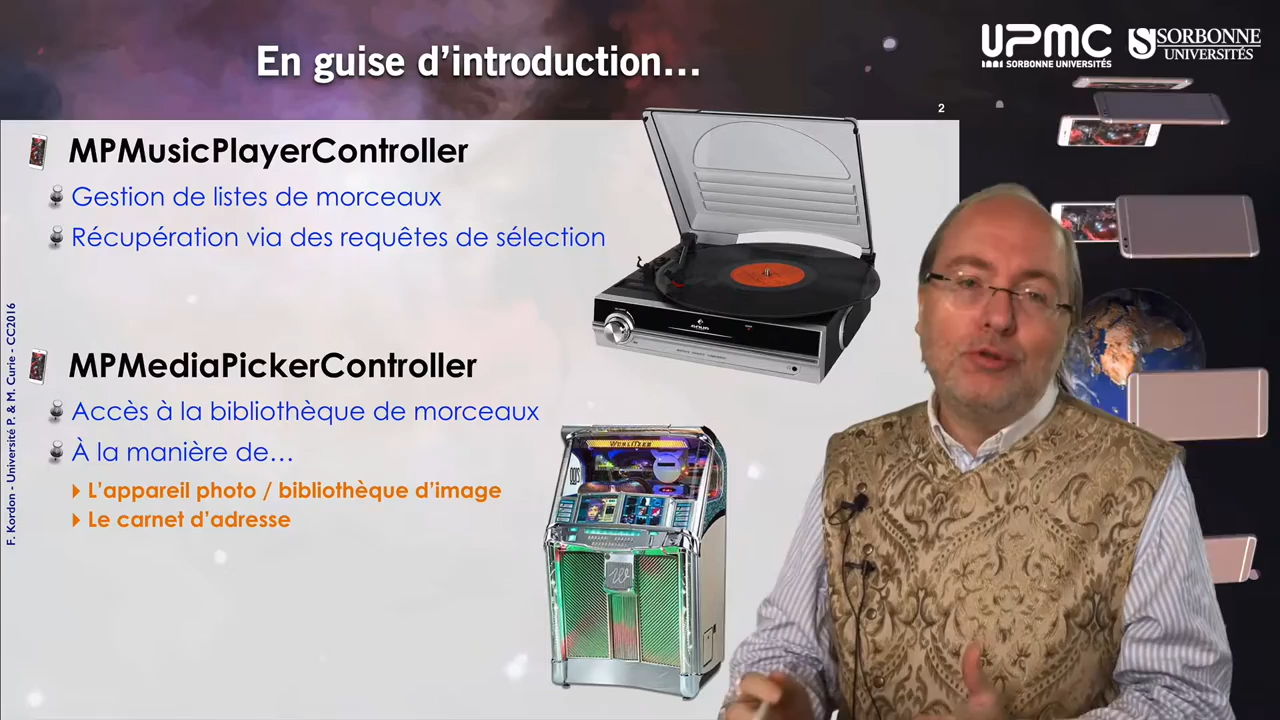 En guise d’introduction...
UPMC
SORBONNE UNIVERSITÉS
SORBONNE
UNIVERSITÉS
2
MPMusicPlayerController
Gestion de listes de morceaux
Récupération via des requêtes de sélection
MPMediaPickerController
Accès à la bibliothèque de morceaux
À la manière de...
L’appareil photo / bibliothèque d’image
Le carnet d’adresse
F. Kordon - Université P. & M. Curie - CC2016
WURLITZER